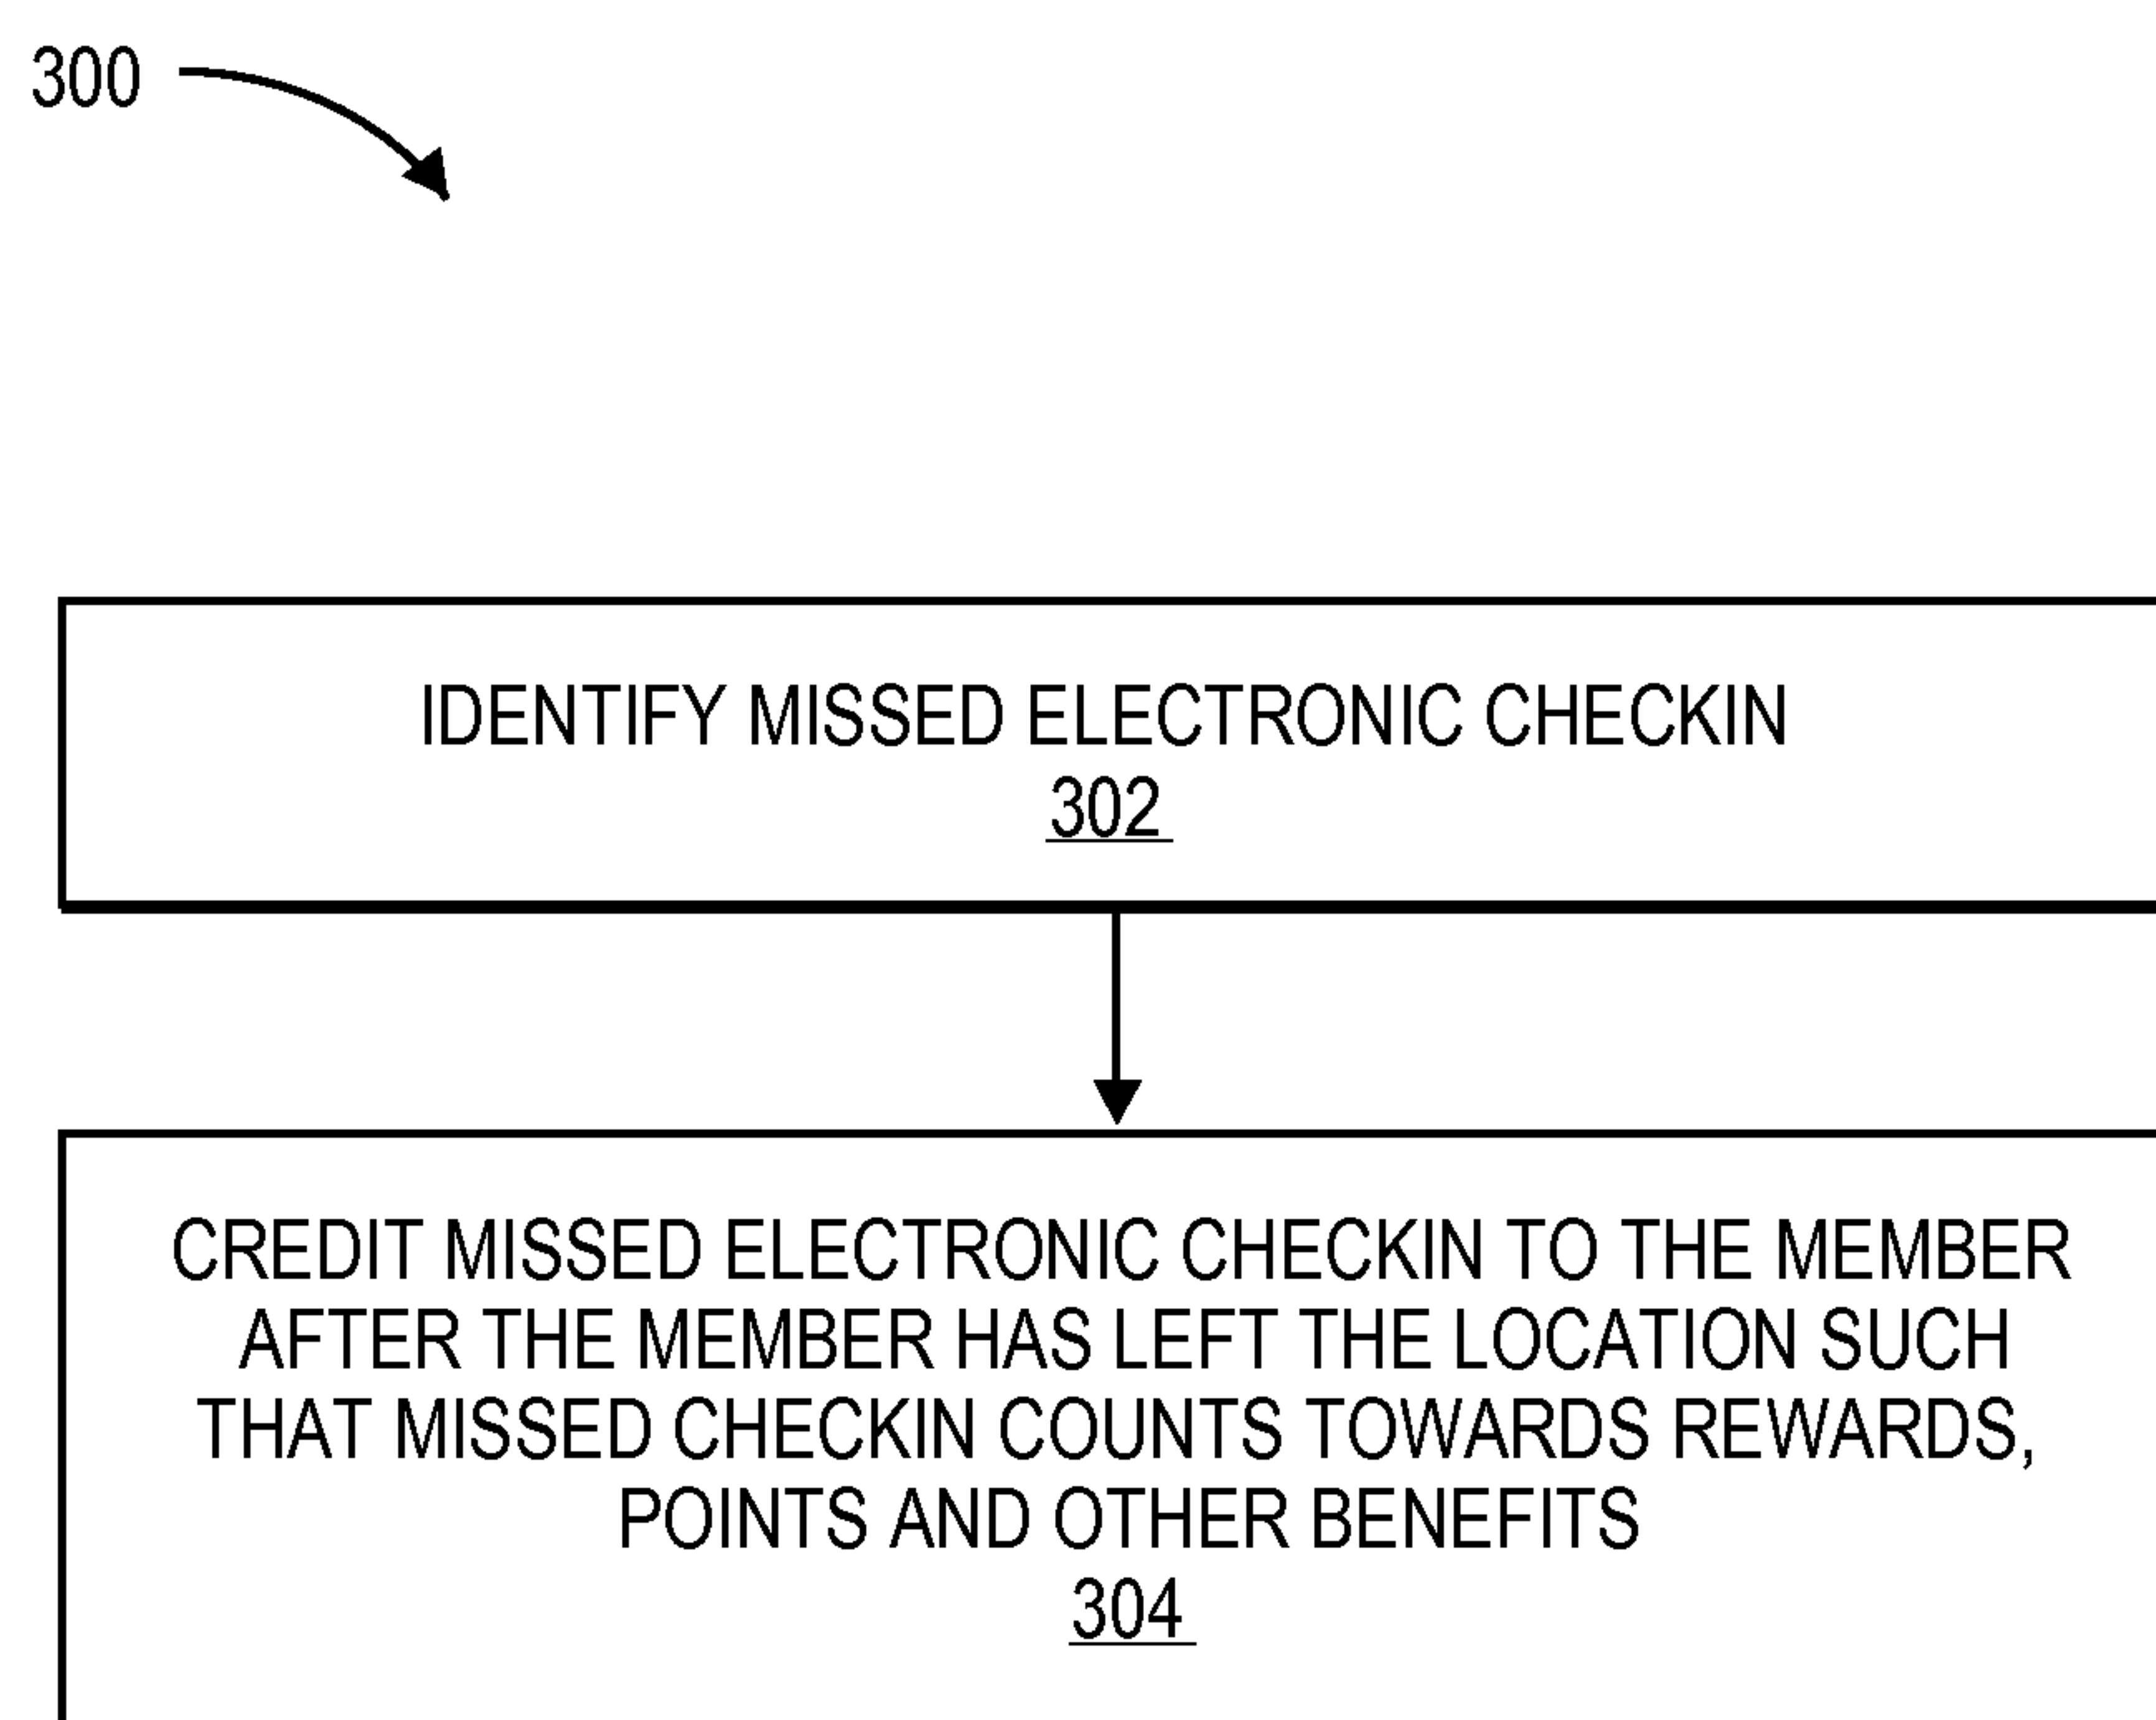 300
IDENTIFY MISSED ELECTRONIC CHECKIN
302
CREDIT MISSED ELECTRONIC CHECKIN TO THE MEMBER
AFTER THE MEMBER HAS LEFT THE LOCATION SUCH
THAT MISSED CHECKIN COUNTS TOWARDS REWARDS,
POINTS AND OTHER BENEFITS
304